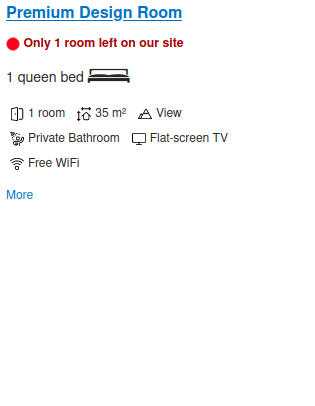 Premium Design Room
Only 1 room left on our site
1 queen bed
1 room 35 m² View
Private Bathroom Flat-screen TV
Free WiFi
More